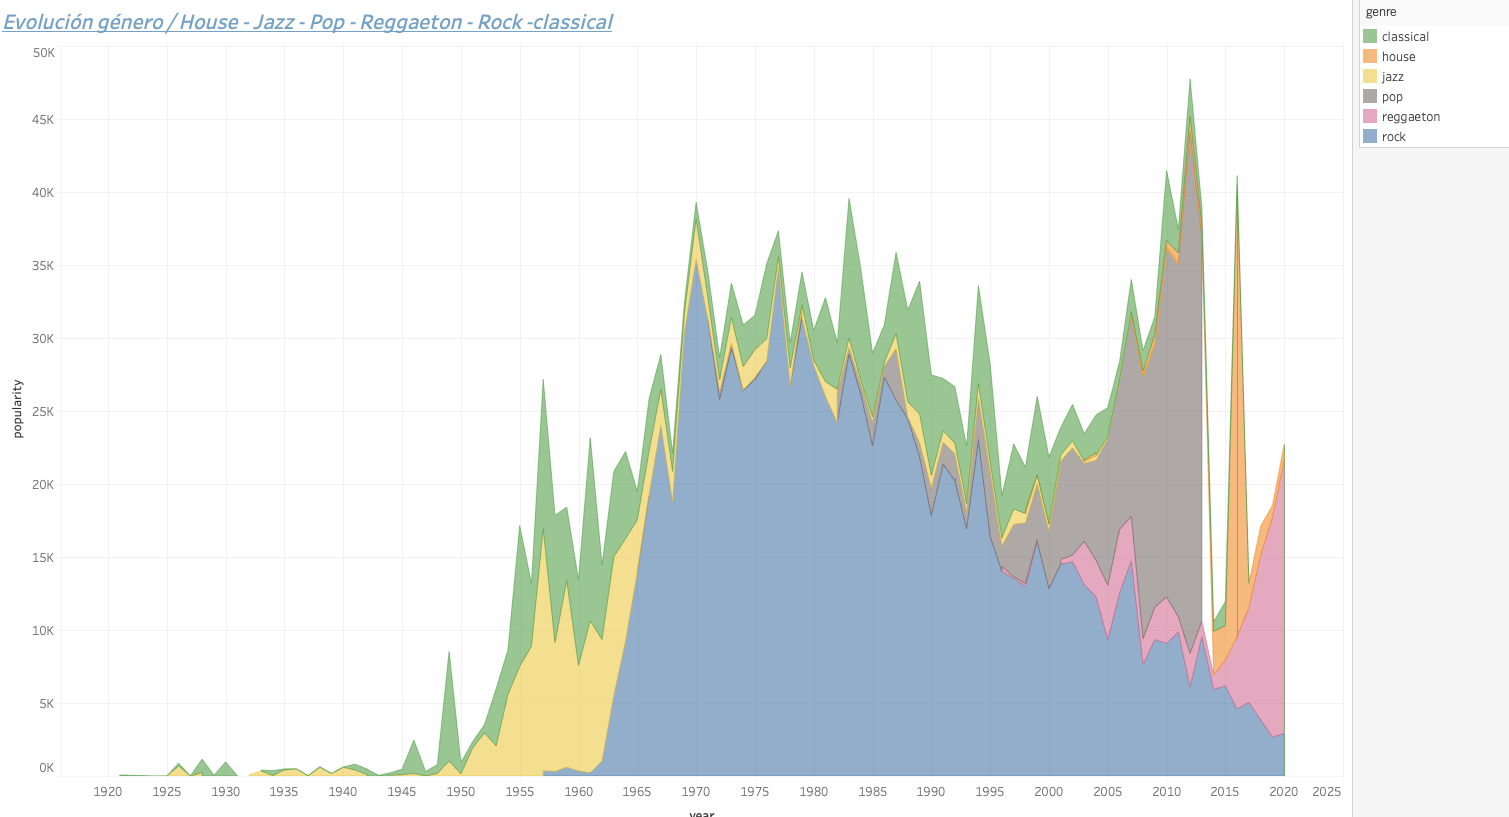 Evolución género / House - Jazz - Pop - Reggaeton - Rock -classical
genre
classical
house
jazz
pop
reggaeton
rock
50K
45K
40K
35K
30K
25K
20K
15K
10K
5K
0K
popularity
1920 1925 1930 1935 1940 1945 1950 1955 1960 1965 1970 1975 1980 1985 1990 1995 2000 2005 2010 2015 2020 2025
year